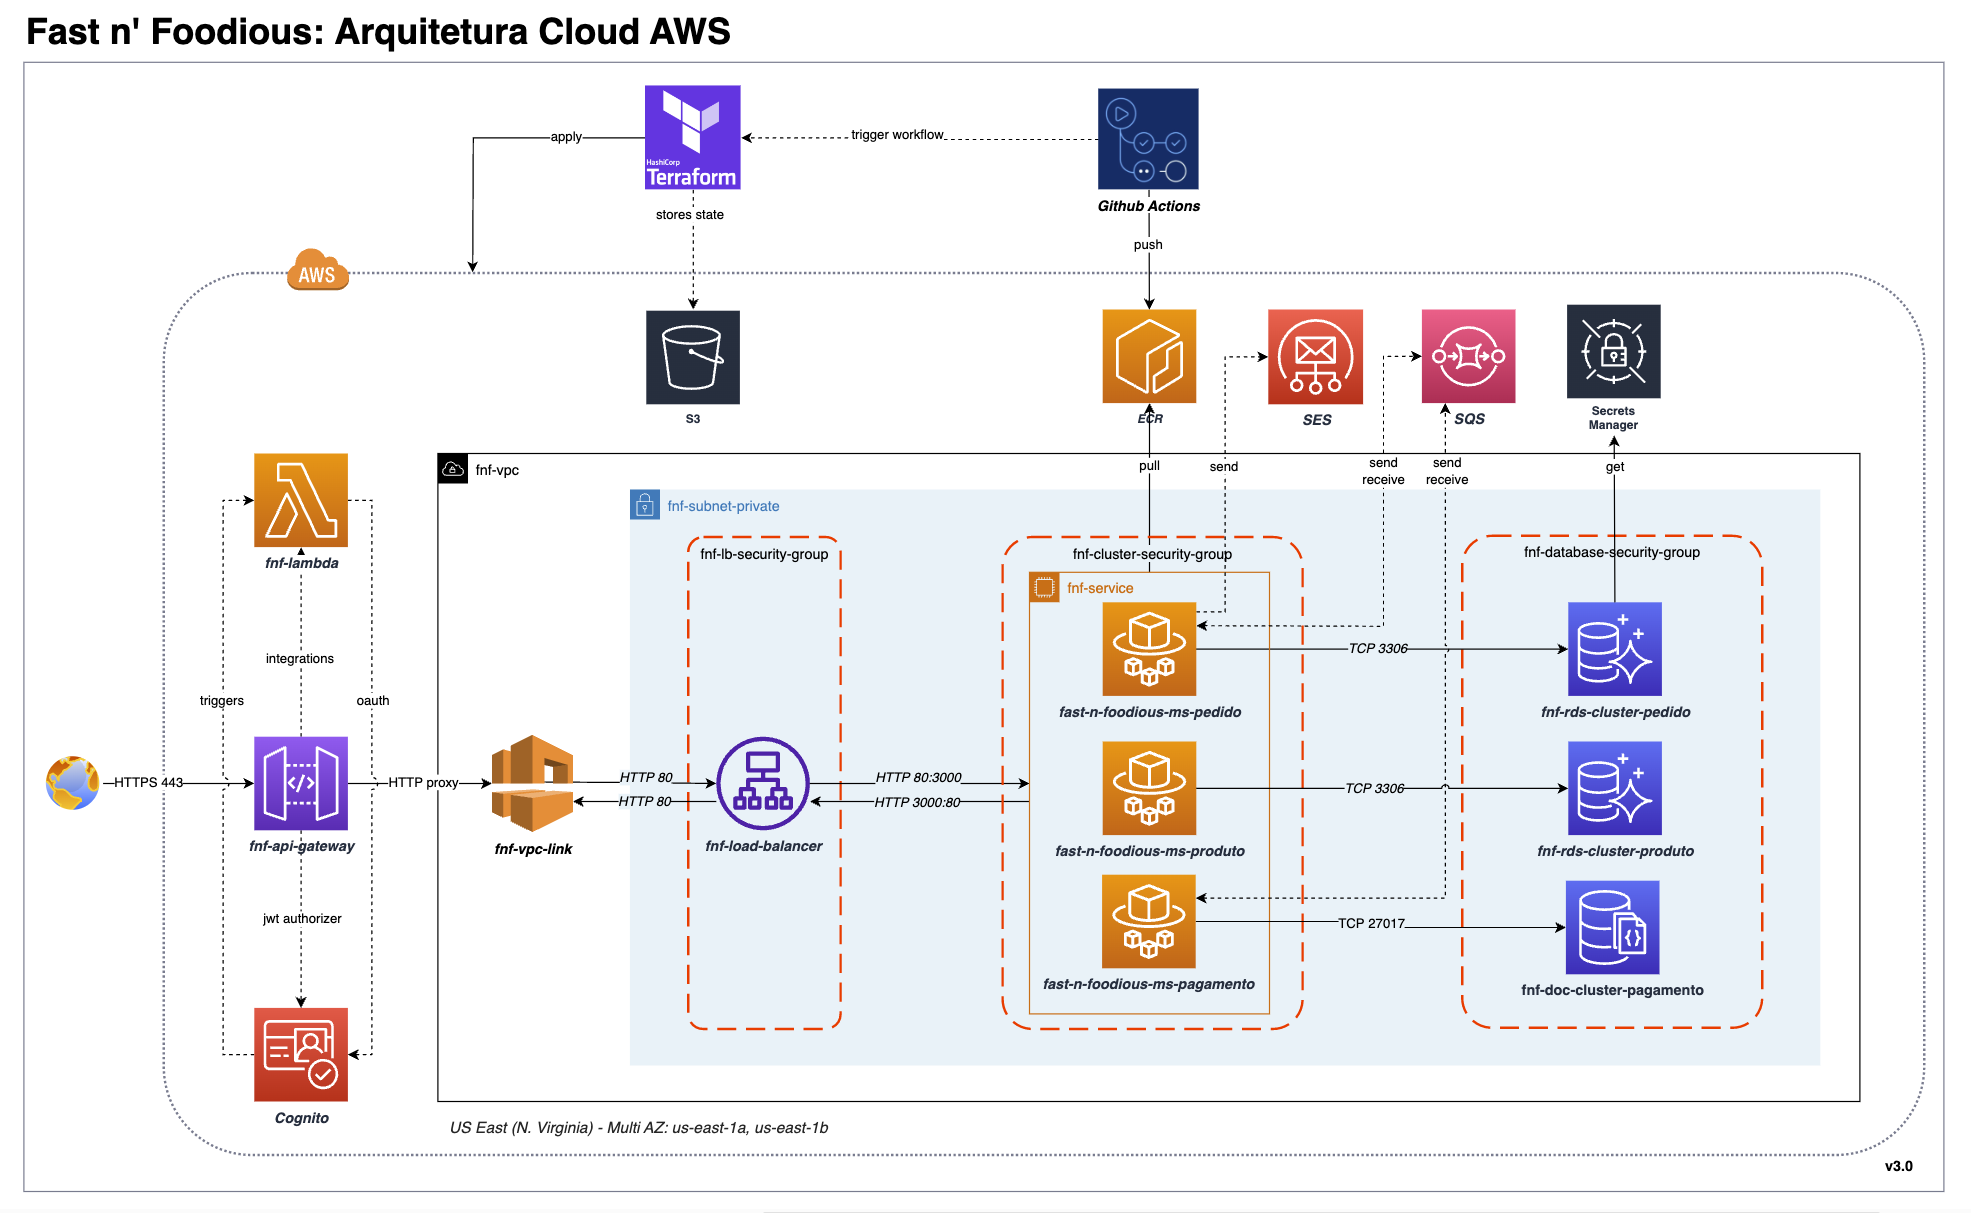 Fast n' Foodious: Arquitetura Cloud AWS
apply
HashiCorp
Terraform
trigger workflow
stores state
Github Actions
push
AWS
S3
ECR
SES
SQS
Secrets
Manager
fnf-vpc
pull
send
send
receive
send
receive
get
fnf-subnet-private
fnf-lambda
fnf-lb-security-group
fnf-cluster-security-group
fnf-database-security-group
fnf-service
integrations
triggers
oauth
TCP 3306
fast-n-foodious-ms-pedido
fnf-rds-cluster-pedido
HTTPS 443
HTTP proxy
HTTP 80
HTTP 80
HTTP 80:3000
HTTP 3000:80
TCP 3306
fnf-api-gateway
fnf-vpc-link
fnf-load-balancer
fast-n-foodious-ms-produto
fnf-rds-cluster-produto
jwt authorizer
TCP 27017
fast-n-foodious-ms-pagamento
fnf-doc-cluster-pagamento
Cognito
US East (N. Virginia) - Multi AZ: us-east-1a, us-east-1b
v3.0